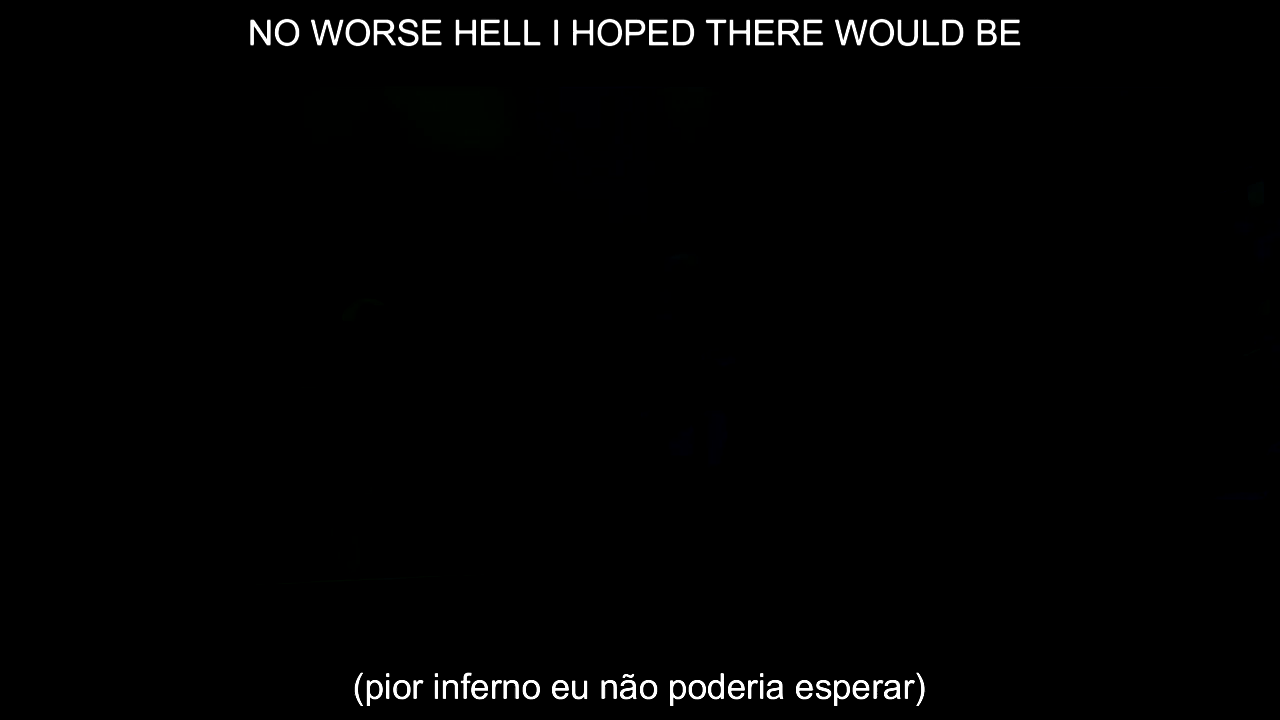 NO WORSE HELL I HOPED THERE WOULD BE
(pior inferno eu não poderia esperar)